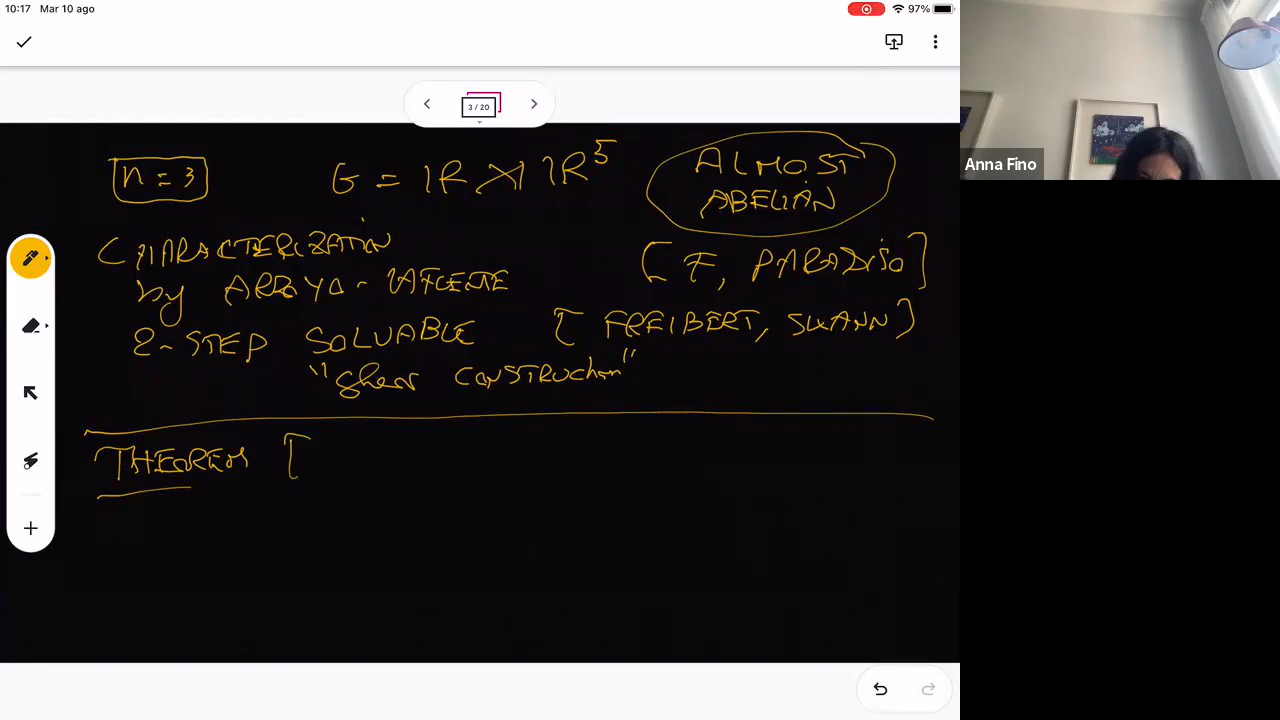 10:17 Mar 10 ago
97%
3 / 20
n = 3 G = ℝ ⋊ ℝ⁵ ALMOST
ABELIAN
CHARACTERIZATION
by ARROYO - LAFUENTE
[F, PARADISO]
2-STEP SOLVABLE [FREIBERT, SWANN]
"Shear CONSTRUCTION"
THEOREM [
Anna Fino